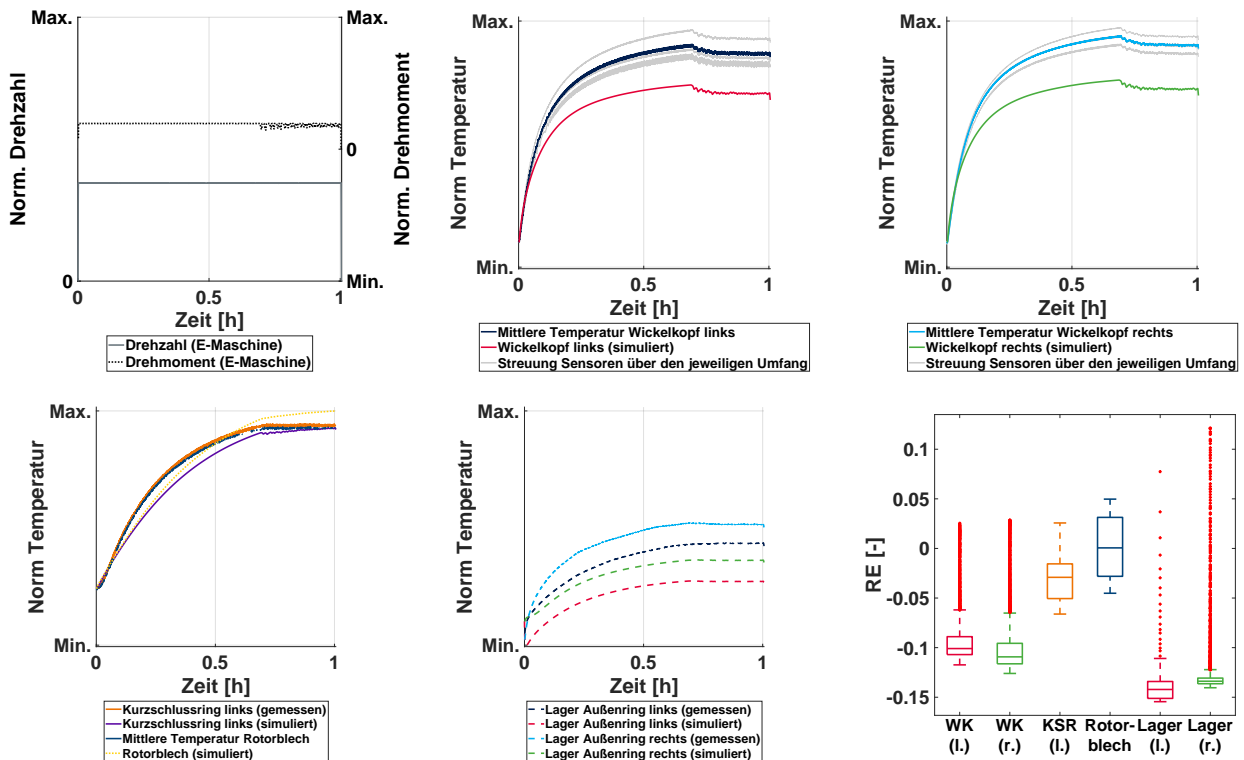 Max.
Max.
Norm. Drehzahl
0
0
Min.
Norm. Drehmoment
0
0.5
1
Zeit [h]
Drehzahl (E-Maschine)
Drehmoment (E-Maschine)
Max.
Norm Temperatur
Min.
0
0.5
1
Zeit [h]
Mittlere Temperatur Wickelkopf links
Wickelkopf links (simuliert)
Streuung Sensoren über den jeweiligen Umfang
Max.
Norm Temperatur
Min.
0
0.5
1
Zeit [h]
Mittlere Temperatur Wickelkopf rechts
Wickelkopf rechts (simuliert)
Streuung Sensoren über den jeweiligen Umfang
Max.
Norm Temperatur
Min.
0
0.5
1
Zeit [h]
Kurzschlussring links (gemessen)
Kurzschlussring links (simuliert)
Mittlere Temperatur Rotorblech
Rotorblech (simuliert)
Max.
Norm Temperatur
Min.
0
0.5
1
Zeit [h]
Lager Außenring links (gemessen)
Lager Außenring links (simuliert)
Lager Außenring rechts (gemessen)
Lager Außenring rechts (simuliert)
RE [-]
0.1
0.05
0
-0.05
-0.1
-0.15
WK WK KSR Rotor- Lager Lager
(l.) (r.) (l.) blech (l.) (r.)